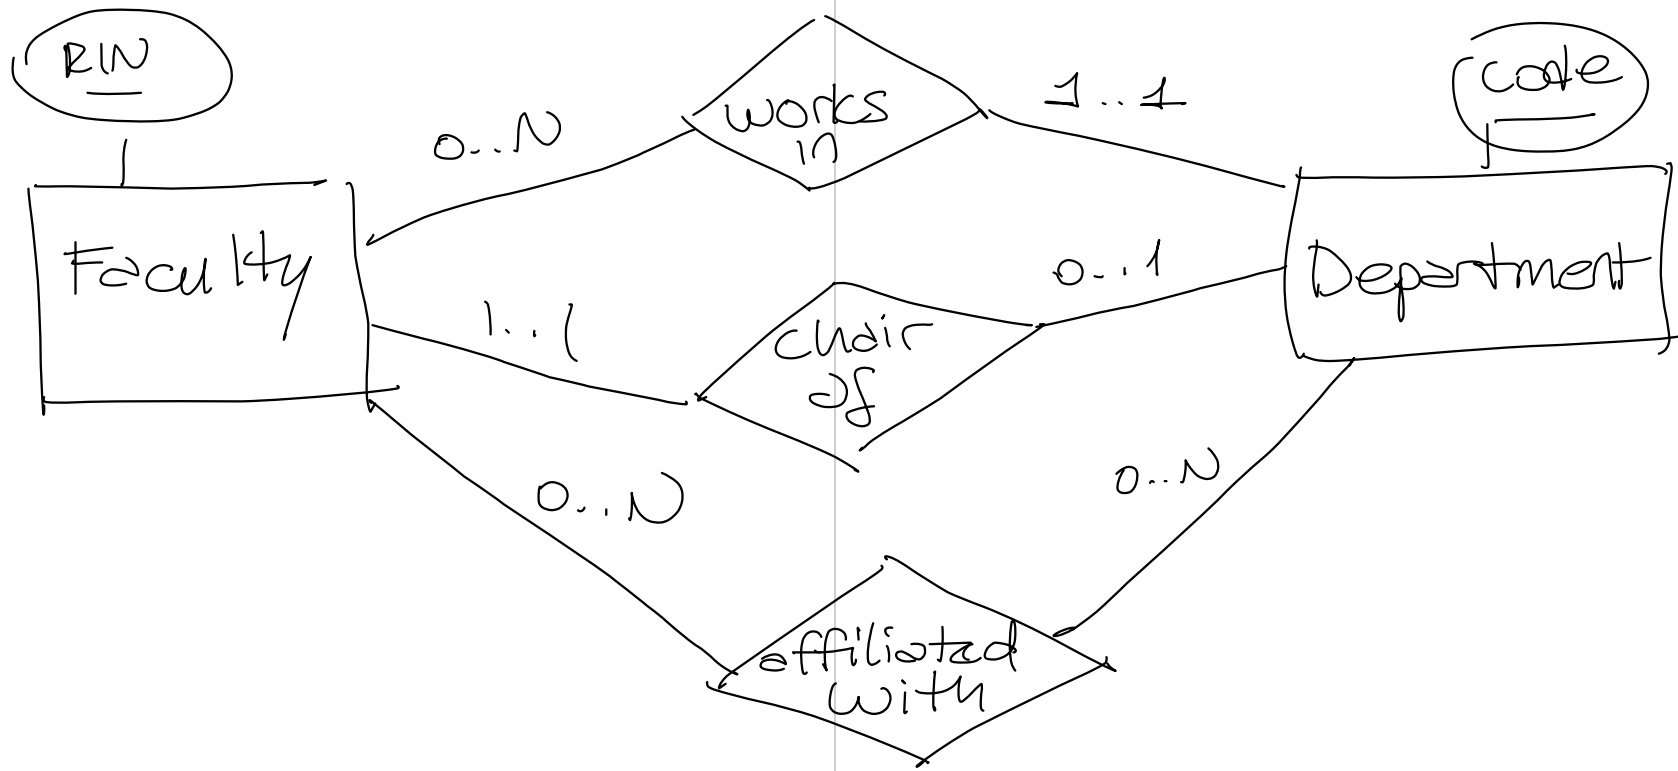 RIN
code
works
in
0...N
1..1
Faculty
Department
1..1
0...1
chair
of
0...N
0...N
affiliated
with